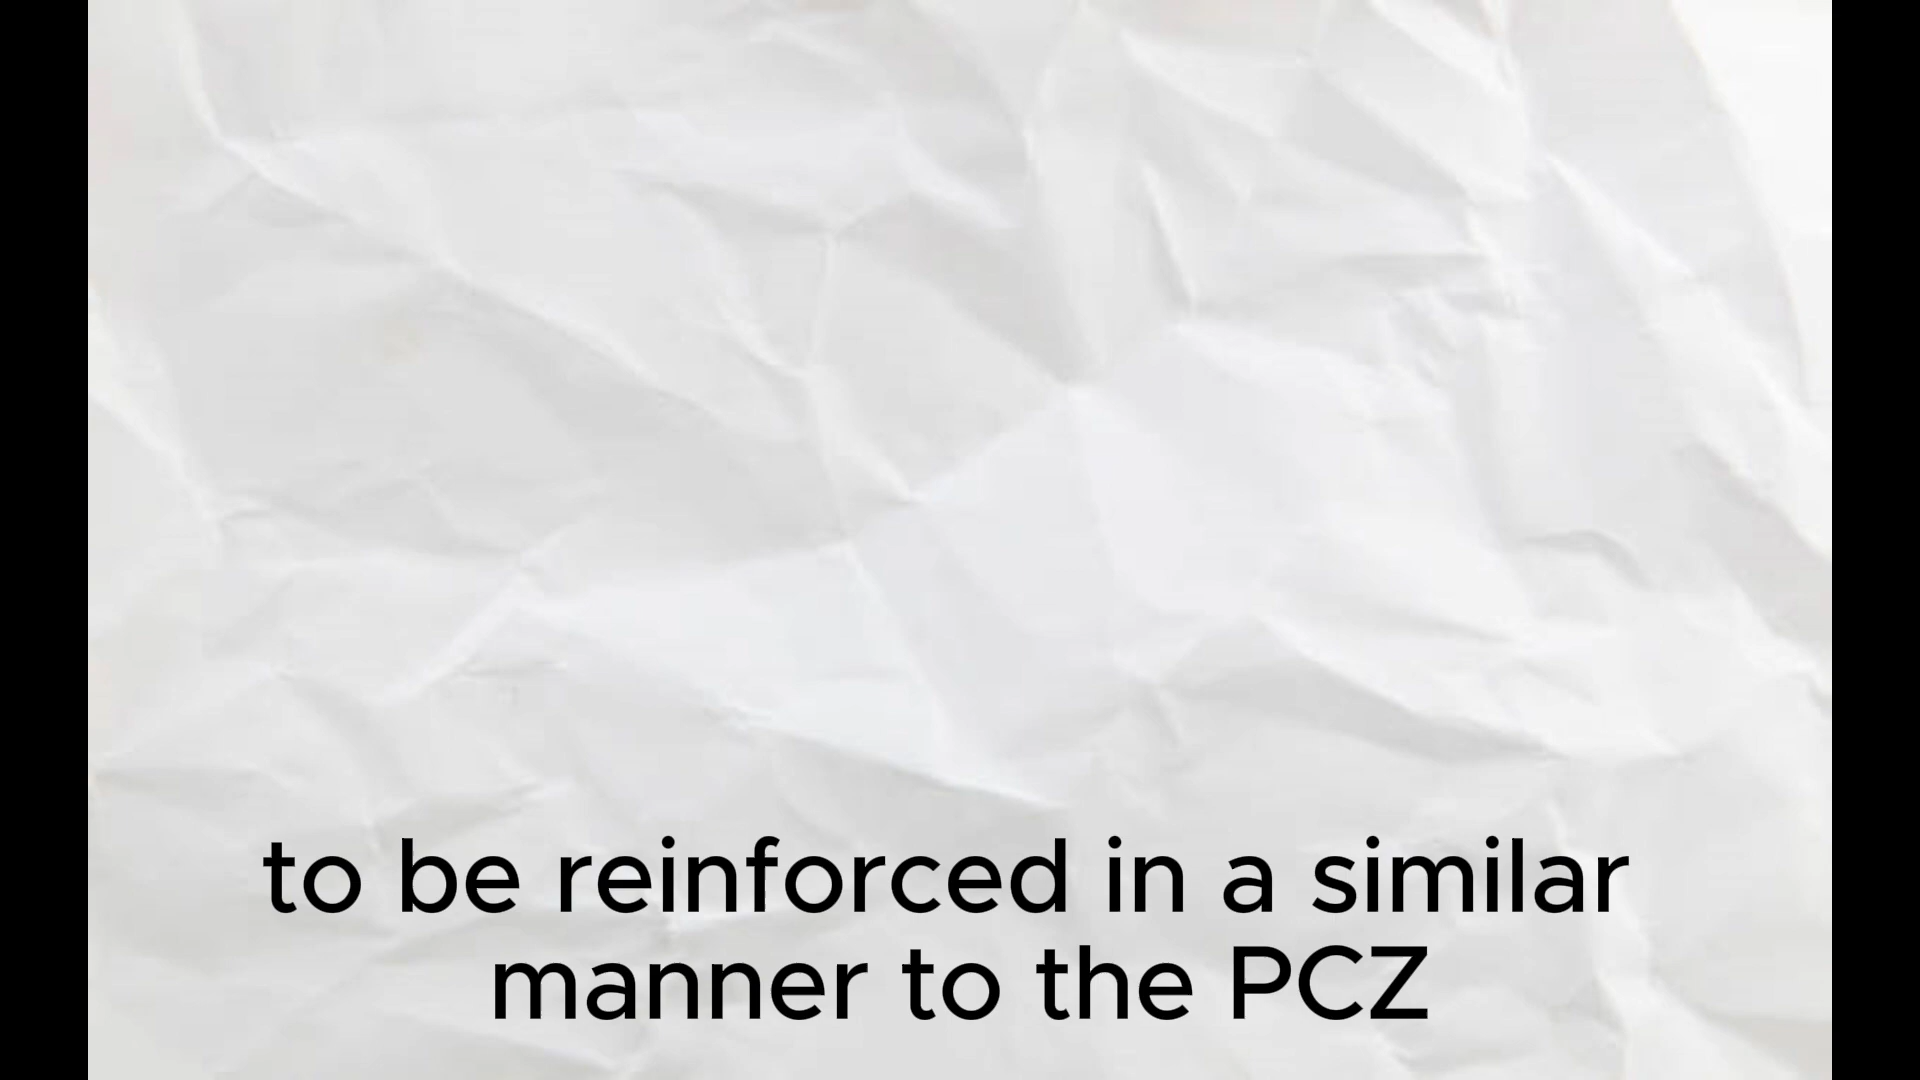 to be reinforced in a similar
manner to the PCZ